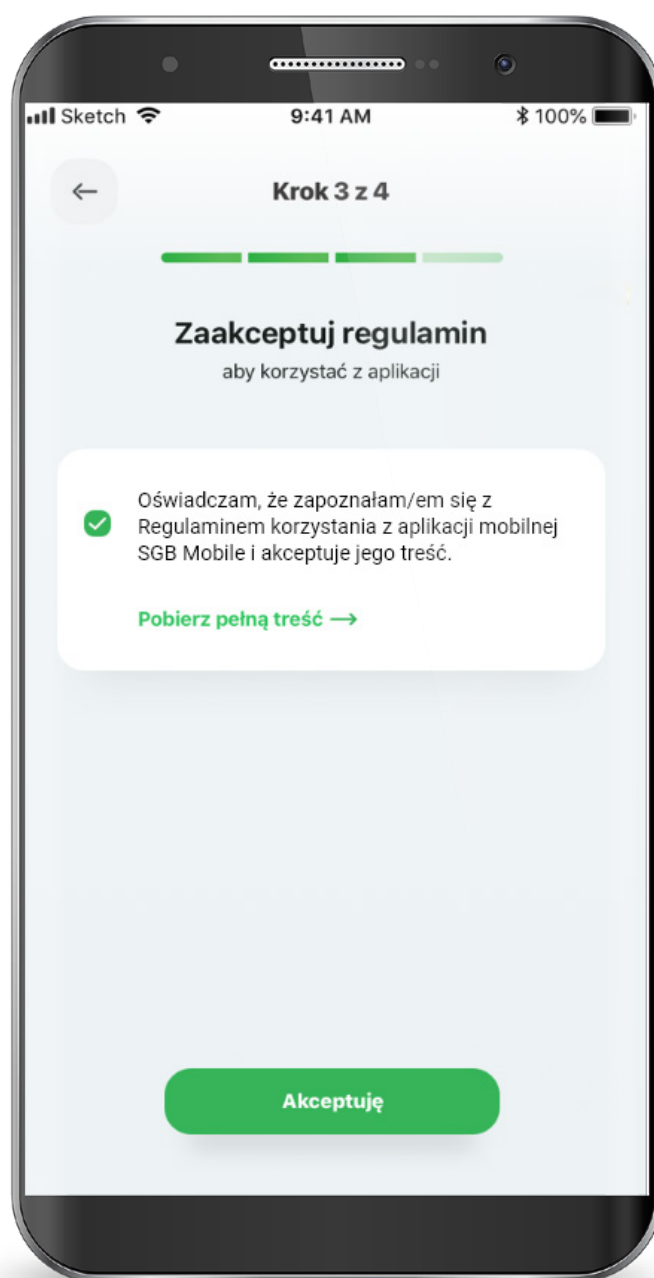 Sketch 9:41 AM 100%
Krok 3 z 4
Zaakceptuj regulamin
aby korzystać z aplikacji
Oświadczam, że zapoznałam/em się z
Regulaminem korzystania z aplikacji mobilnej
SGB Mobile i akceptuje jego treść.
Pobierz pełną treść →
Akceptuję